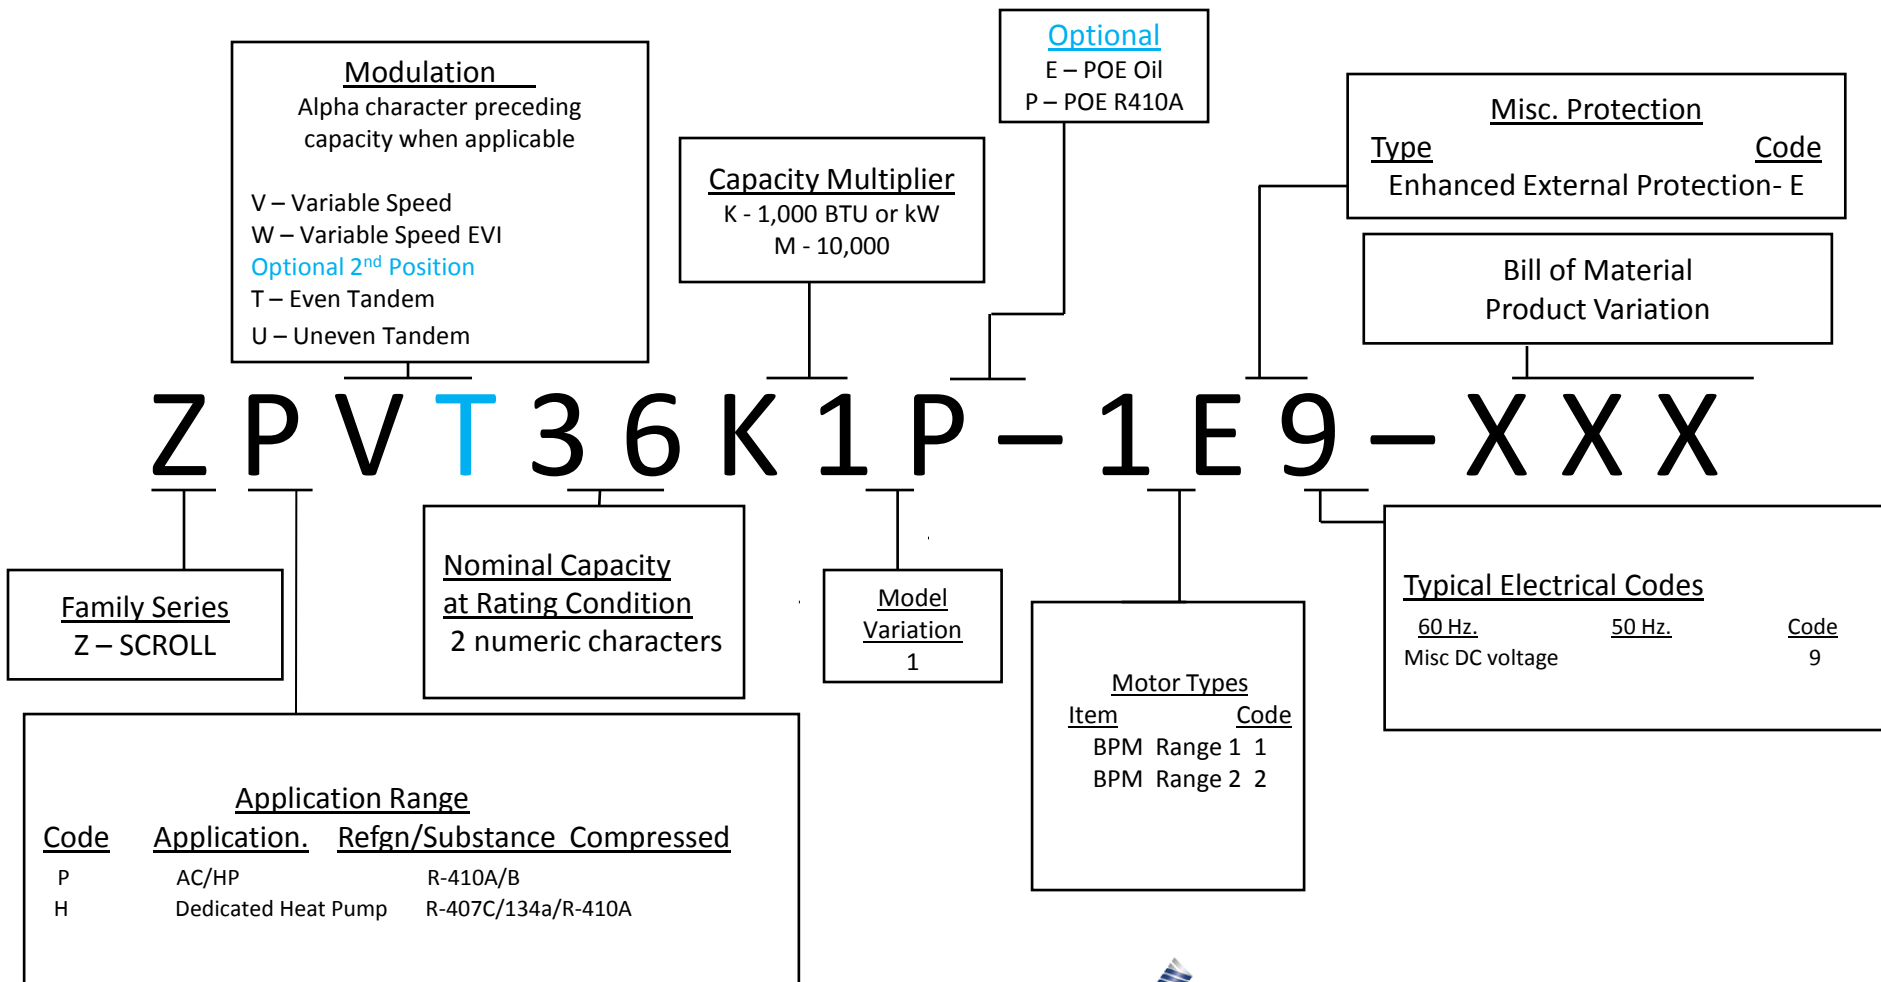 Optional
E – POE Oil
P – POE R410A
Modulation
Alpha character preceding
capacity when applicable
V – Variable Speed
W – Variable Speed EVI
Optional 2nd Position
T – Even Tandem
U – Uneven Tandem
Capacity Multiplier
K - 1,000 BTU or kW
M - 10,000
Misc. Protection
Type Code
Enhanced External Protection- E
Bill of Material
Product Variation
Z P V T 3 6 K 1 P – 1 E 9 – X X X
Family Series
Z – SCROLL
Nominal Capacity
at Rating Condition
2 numeric characters
Model
Variation
1
Motor Types
Item Code
BPM Range 1 1
BPM Range 2 2
Typical Electrical Codes
60 Hz. 50 Hz. Code
Misc DC voltage 9
Application Range
Code Application. Refgn/Substance Compressed
P AC/HP R-410A/B
H Dedicated Heat Pump R-407C/134a/R-410A